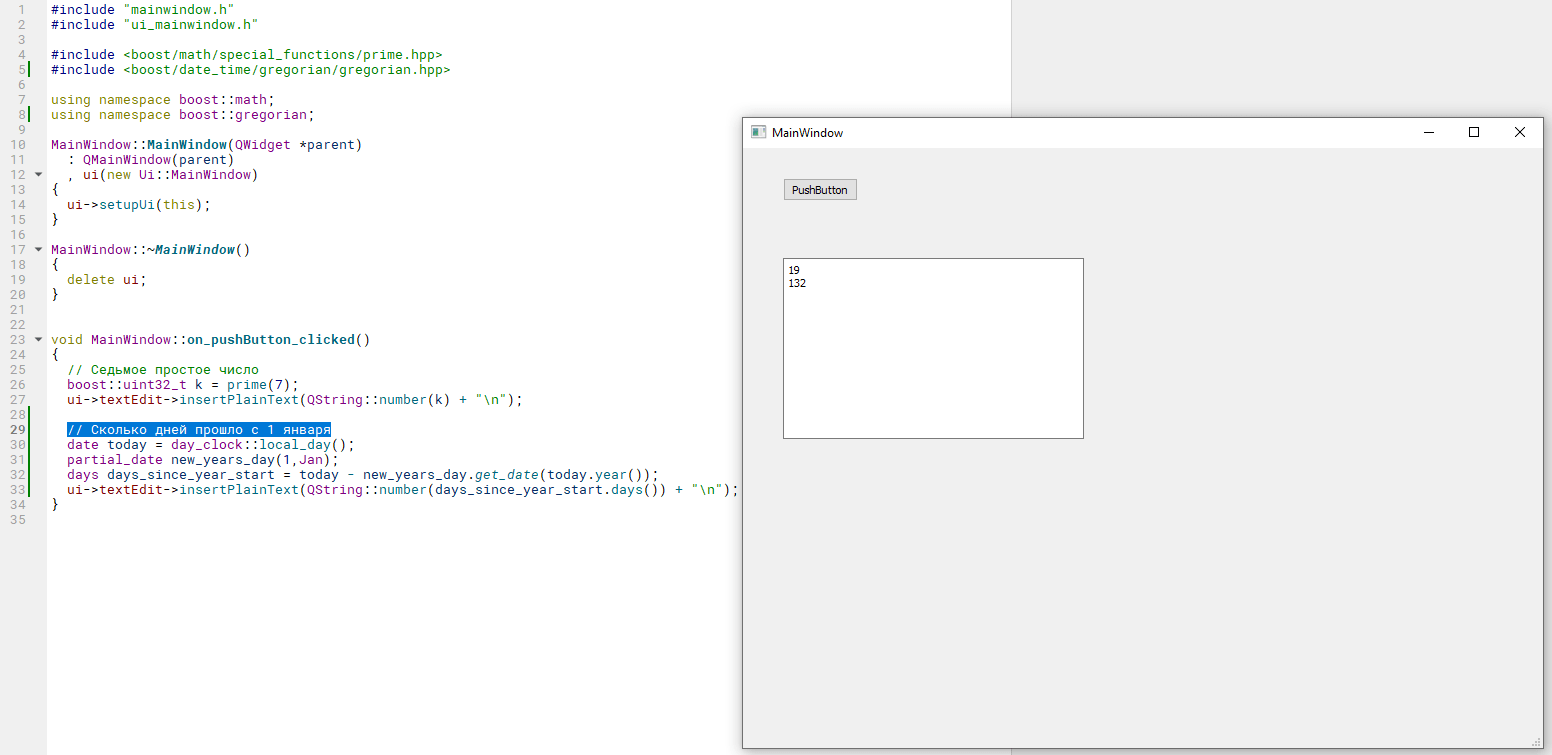 1 #include "mainwindow.h"
2 #include "ui_mainwindow.h"
3
4 #include <boost/math/special_functions/prime.hpp>
5 #include <boost/date_time/gregorian/gregorian.hpp>
6
7 using namespace boost::math;
8 using namespace boost::gregorian;
9
10 MainWindow::MainWindow(QWidget *parent)
11   : QMainWindow(parent)
12   , ui(new Ui::MainWindow)
13 {
14   ui->setupUi(this);
15 }
16
17 MainWindow::~MainWindow()
18 {
19   delete ui;
20 }
21
22
23 void MainWindow::on_pushButton_clicked()
24 {
25   // Седьмое простое число
26   boost::uint32_t k = prime(7);
27   ui->textEdit->insertPlainText(QString::number(k) + "\n");
28
29   // Сколько дней прошло с 1 января
30   date today = day_clock::local_day();
31   partial_date new_years_day(1,Jan);
32   days days_since_year_start = today - new_years_day.get_date(today.year());
33   ui->textEdit->insertPlainText(QString::number(days_since_year_start.days()) + "\n");
34 }
35
MainWindow
PushButton
19
132